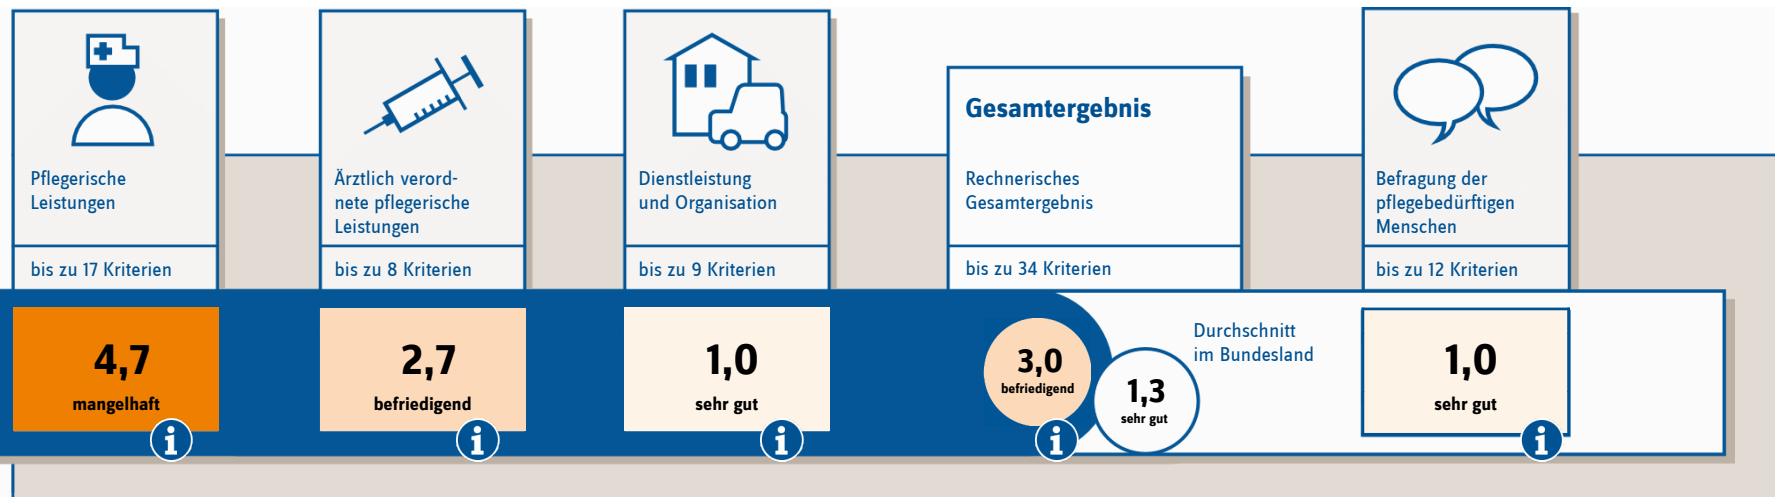 Pflegerische
Leistungen
bis zu 17 Kriterien
4,7
mangelhaft
i
Ärztlich verord-
nete pflegerische
Leistungen
bis zu 8 Kriterien
2,7
befriedigend
i
Dienstleistung
und Organisation
bis zu 9 Kriterien
1,0
sehr gut
i
Gesamtergebnis
Rechnerisches
Gesamtergebnis
bis zu 34 Kriterien
3,0
befriedigend
i
1,3
sehr gut
Durchschnitt
im Bundesland
Befragung der
pflegebedürftigen
Menschen
bis zu 12 Kriterien
1,0
sehr gut
i